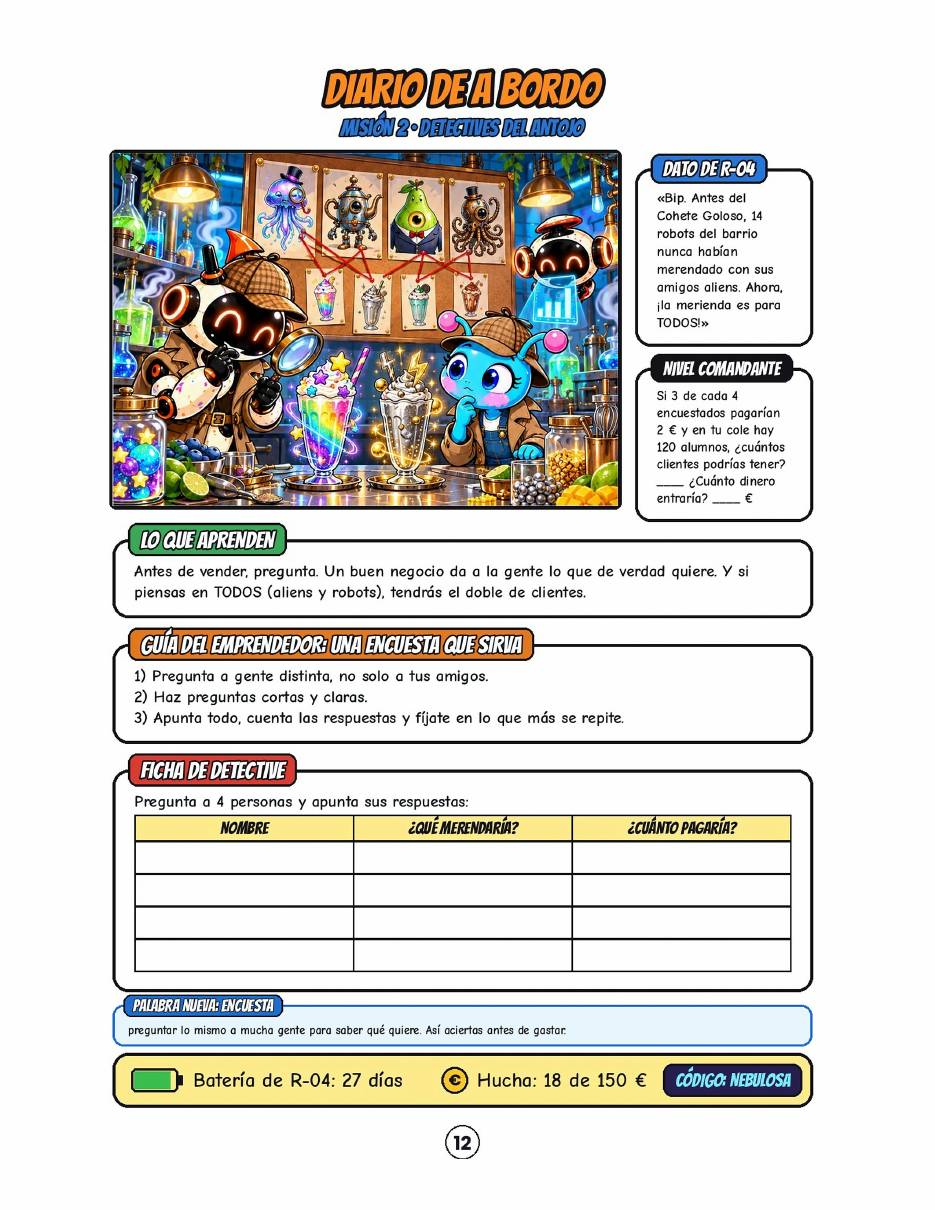 DIARIO DE A BORDO
MISIÓN 2 • DETECTIVES DEL ANTOJO
DATO DE R-04
«Bip. Antes del
Cohete Goloso, 14
robots del barrio
nunca habían
merendado con sus
amigos aliens. Ahora,
¡la merienda es para
TODOS!»
NIVEL COMANDANTE
Si 3 de cada 4
encuestados pagarían
2 € y en tu cole hay
120 alumnos, ¿cuántos
clientes podrías tener?
____ ¿Cuánto dinero
entraría? ____ €
LO QUE APRENDEN
Antes de vender, pregunta. Un buen negocio da a la gente lo que de verdad quiere. Y si
piensas en TODOS (aliens y robots), tendrás el doble de clientes.
GUÍA DEL EMPRENDEDOR: UNA ENCUESTA QUE SIRVA
1) Pregunta a gente distinta, no solo a tus amigos.
2) Haz preguntas cortas y claras.
3) Apunta todo, cuenta las respuestas y fíjate en lo que más se repite.
FICHA DE DETECTIVE
Pregunta a 4 personas y apunta sus respuestas:
NOMBRE ¿QUÉ MERENDARÍA? ¿CUÁNTO PAGARÍA?
PALABRA NUEVA: ENCUESTA
preguntar lo mismo a mucha gente para saber qué quiere. Así aciertas antes de gastar.
Batería de R-04: 27 días € Hucha: 18 de 150 € CÓDIGO: NEBULOSA
12